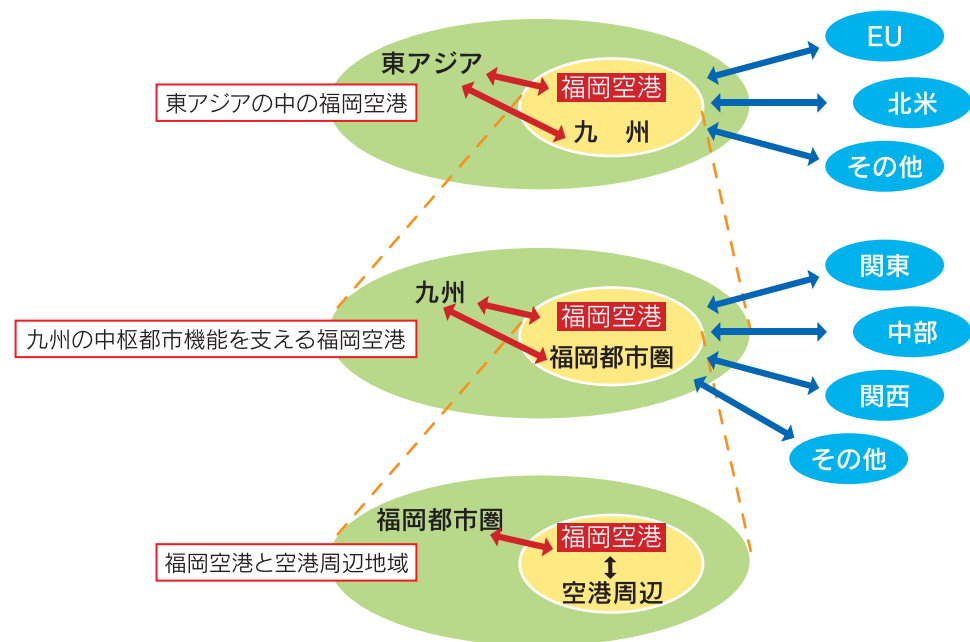 EU
東アジア
福岡空港
東アジアの中の福岡空港
北米
九 州
その他
関東
九州
福岡空港
九州の中枢都市機能を支える福岡空港
中部
福岡都市圏
関西
その他
福岡都市圏
福岡空港
福岡空港と空港周辺地域
空港周辺